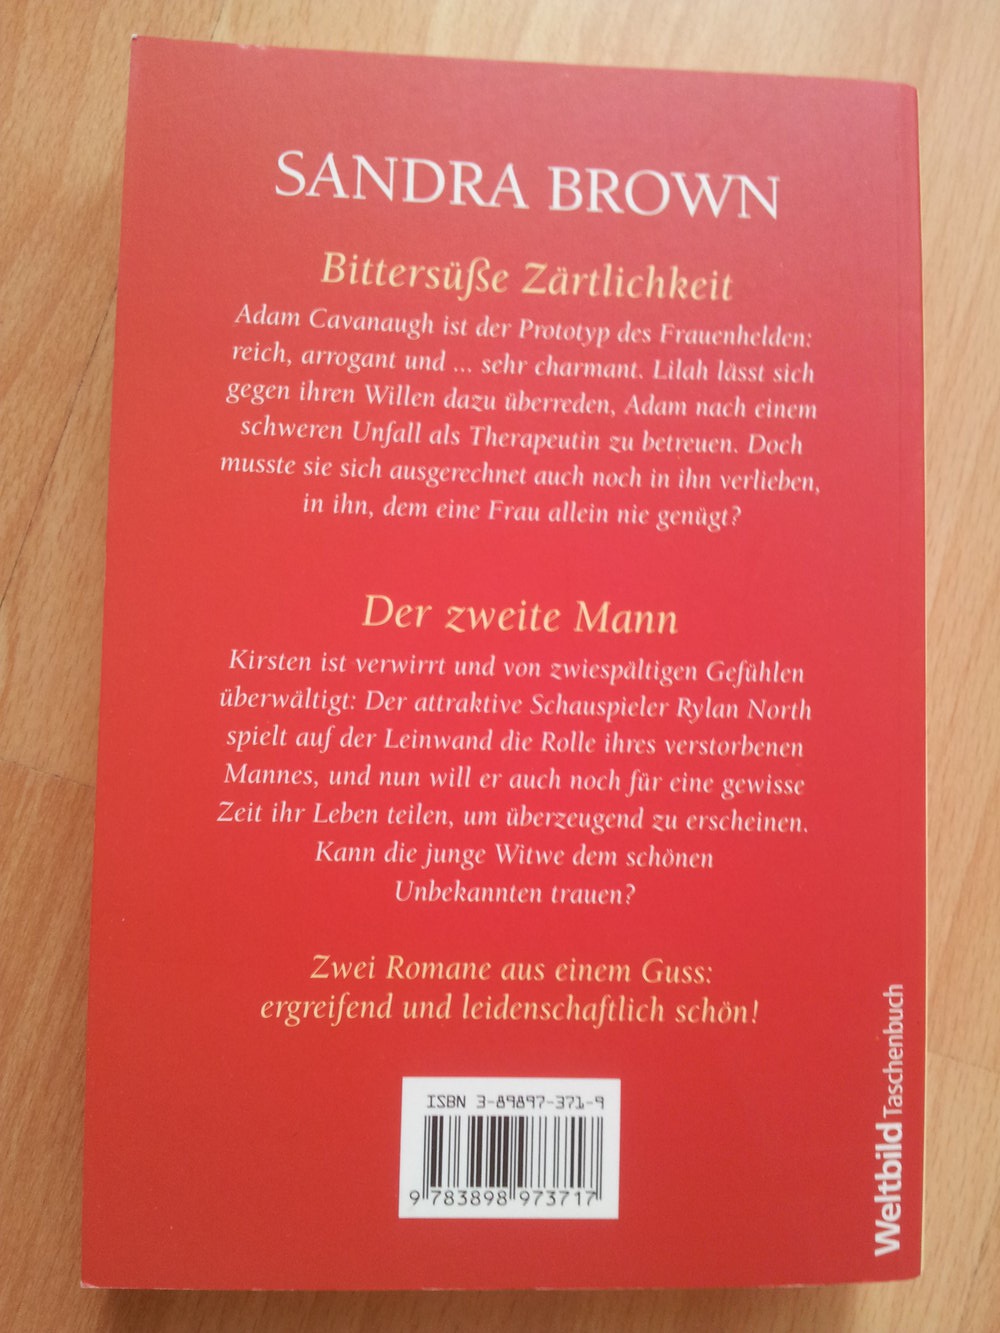 SANDRA BROWN
Bittersüße Zärtlichkeit
Adam Cavanaugh ist der Prototyp des Frauenhelden:
reich, arrogant und ... sehr charmant. Lilah lässt sich
gegen ihren Willen dazu überreden, Adam nach einem
schweren Unfall als Therapeutin zu betreuen. Doch
musste sie sich ausgerechnet auch noch in ihn verlieben,
in ihn, dem eine Frau allein nie genügt?
Der zweite Mann
Kirsten ist verwirrt und von zwiespältigen Gefühlen
überwältigt: Der attraktive Schauspieler Rylan North
spielt auf der Leinwand die Rolle ihres verstorbenen
Mannes, und nun will er auch noch für eine gewisse
Zeit ihr Leben teilen, um überzeugend zu erscheinen.
Kann die junge Witwe dem schönen
Unbekannten trauen?
Zwei Romane aus einem Guss:
ergreifend und leidenschaftlich schön!
ISBN 3-89897-371-9
9 783898 973717
Weltbild Taschenbuch